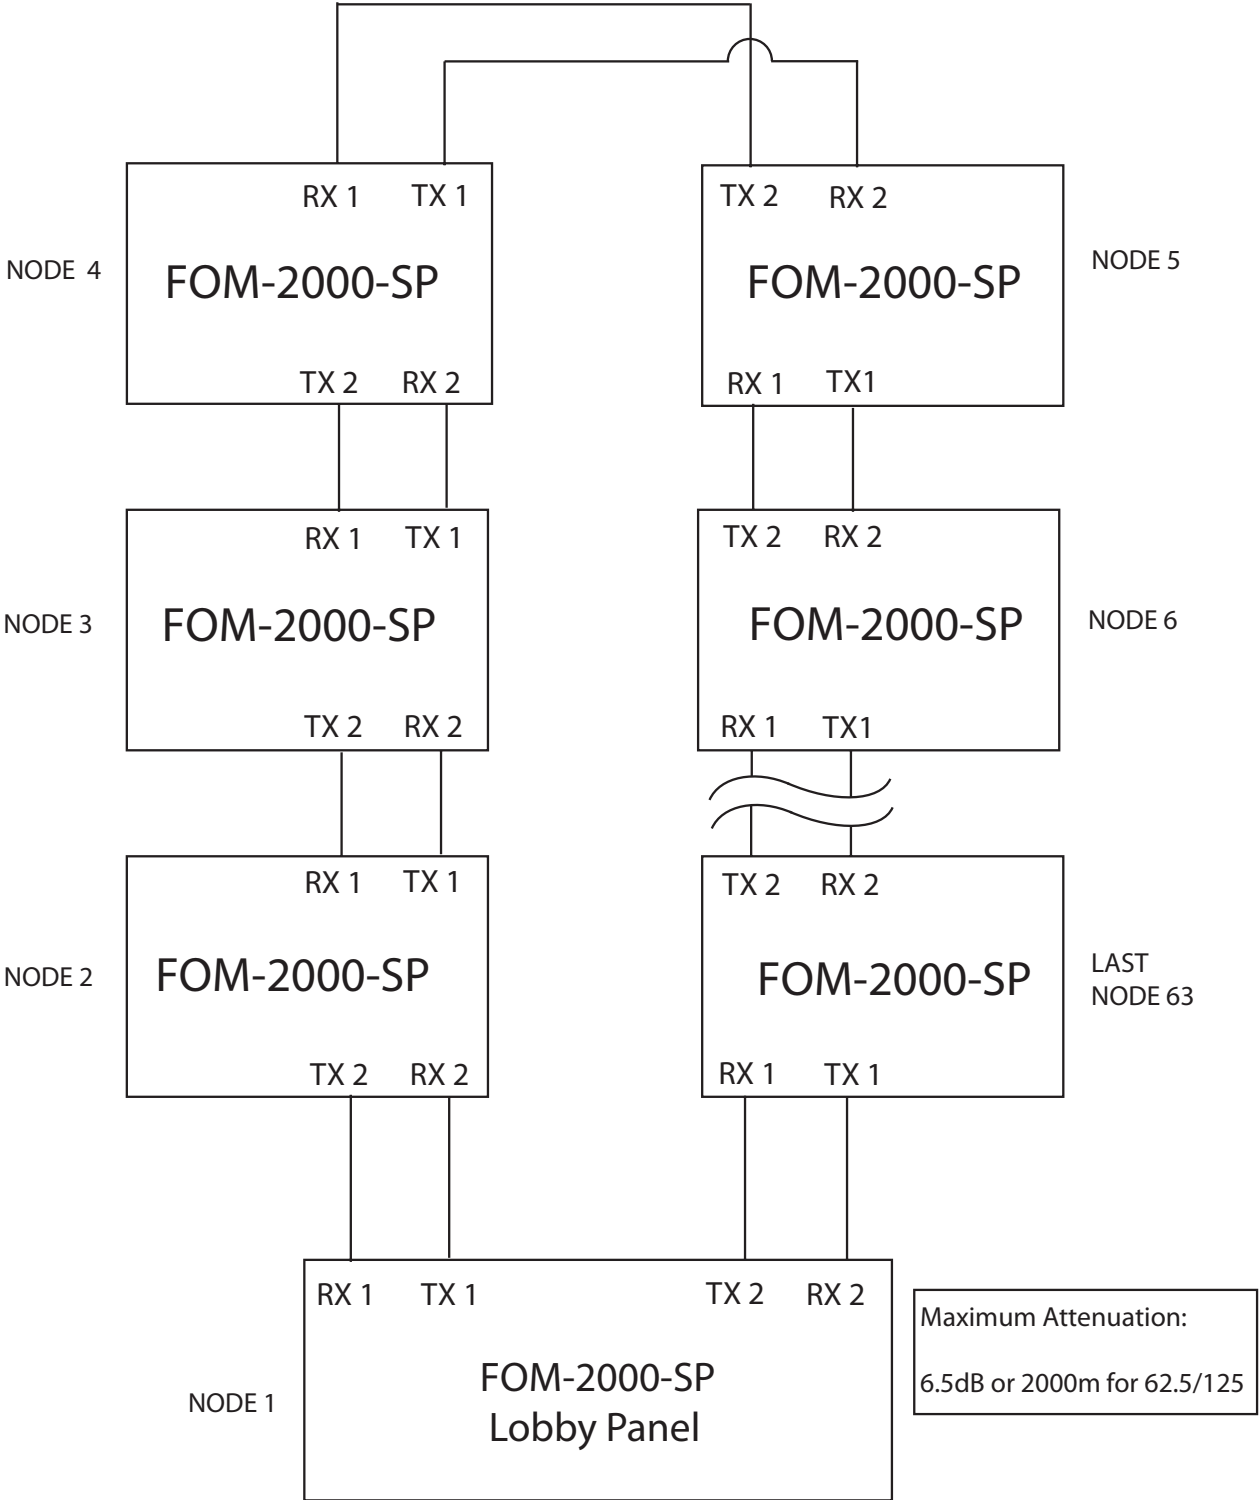 RX 1 TX 1
TX 2 RX 2
NODE 4
FOM-2000-SP
FOM-2000-SP
NODE 5
TX 2 RX 2
RX 1 TX1
RX 1 TX 1
TX 2 RX 2
NODE 3
FOM-2000-SP
FOM-2000-SP
NODE 6
TX 2 RX 2
RX 1 TX1
RX 1 TX 1
TX 2 RX 2
NODE 2
FOM-2000-SP
FOM-2000-SP
LAST
NODE 63
TX 2 RX 2
RX 1 TX 1
RX 1 TX 1
TX 2 RX 2
NODE 1
FOM-2000-SP
Lobby Panel
Maximum Attenuation:
6.5dB or 2000m for 62.5/125